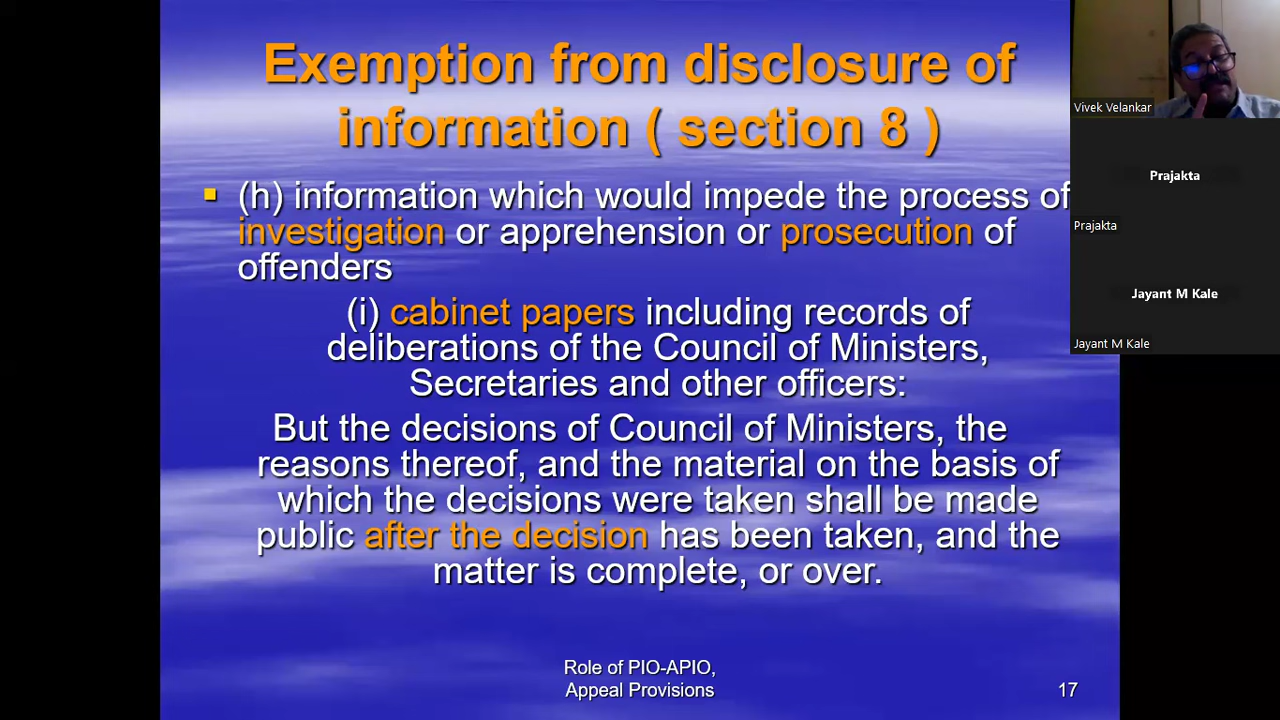 Exemption from disclosure of
information ( section 8 )
(h) information which would impede the process of
investigation or apprehension or prosecution of
offenders
(i) cabinet papers including records of
deliberations of the Council of Ministers,
Secretaries and other officers:
But the decisions of Council of Ministers, the
reasons thereof, and the material on the basis of
which the decisions were taken shall be made
public after the decision has been taken, and the
matter is complete, or over.
Role of PIO-APIO,
Appeal Provisions
17
Vivek Velankar
Prajakta
Prajakta
Jayant M Kale
Jayant M Kale